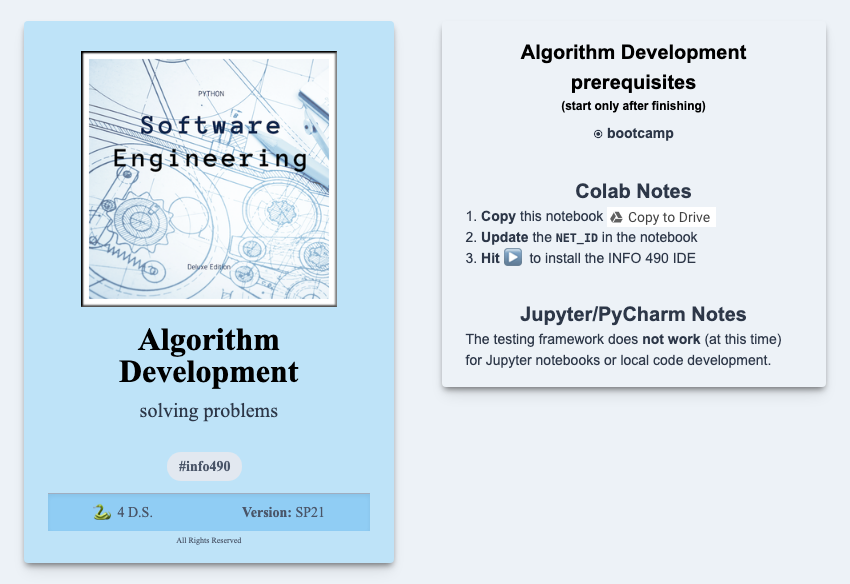 PYTHON
Software
Engineering
Deluxe Edition
Algorithm
Development
solving problems
#info490
4 D.S.
Version: SP21
All Rights Reserved
Algorithm Development
prerequisites
(start only after finishing)
bootcamp
Colab Notes
1. Copy this notebook Copy to Drive
2. Update the NET_ID in the notebook
3. Hit ▶ to install the INFO 490 IDE
Jupyter/PyCharm Notes
The testing framework does not work (at this time)
for Jupyter notebooks or local code development.